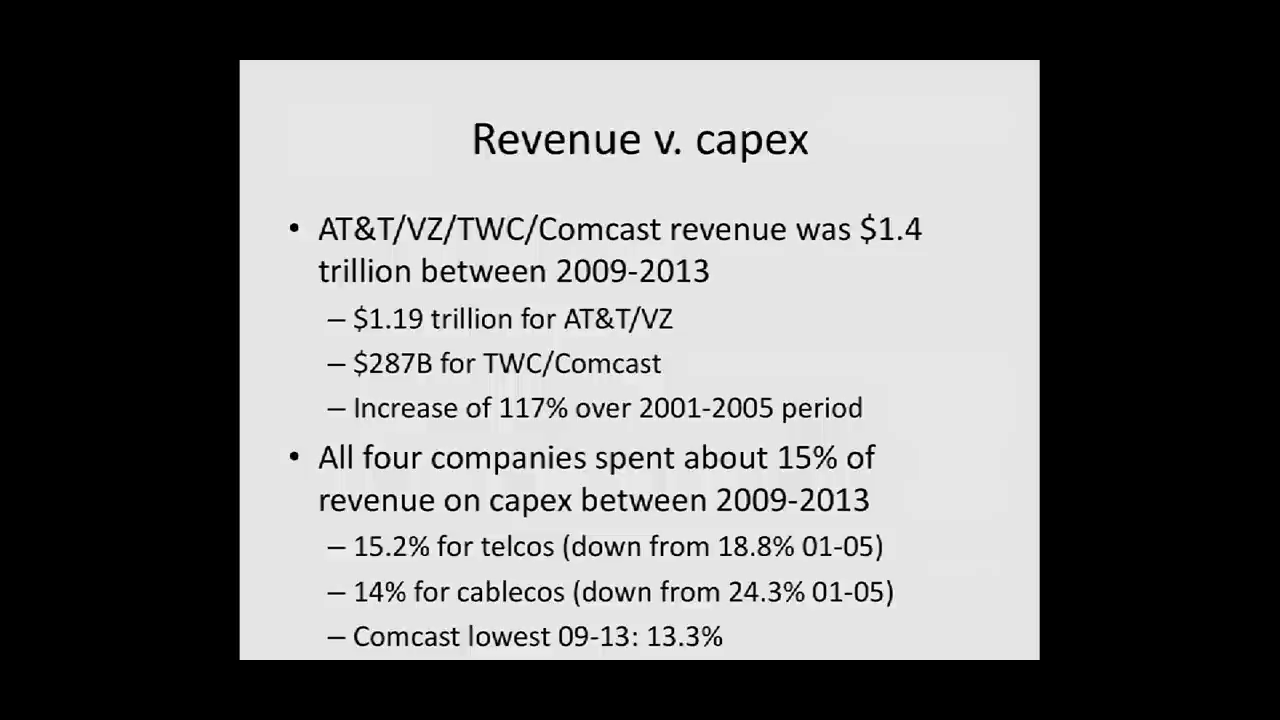 Revenue v. capex
• AT&T/VZ/TWC/Comcast revenue was $1.4
trillion between 2009-2013
– $1.19 trillion for AT&T/VZ
– $287B for TWC/Comcast
– Increase of 117% over 2001-2005 period
• All four companies spent about 15% of
revenue on capex between 2009-2013
– 15.2% for telcos (down from 18.8% 01-05)
– 14% for cablecos (down from 24.3% 01-05)
– Comcast lowest 09-13: 13.3%